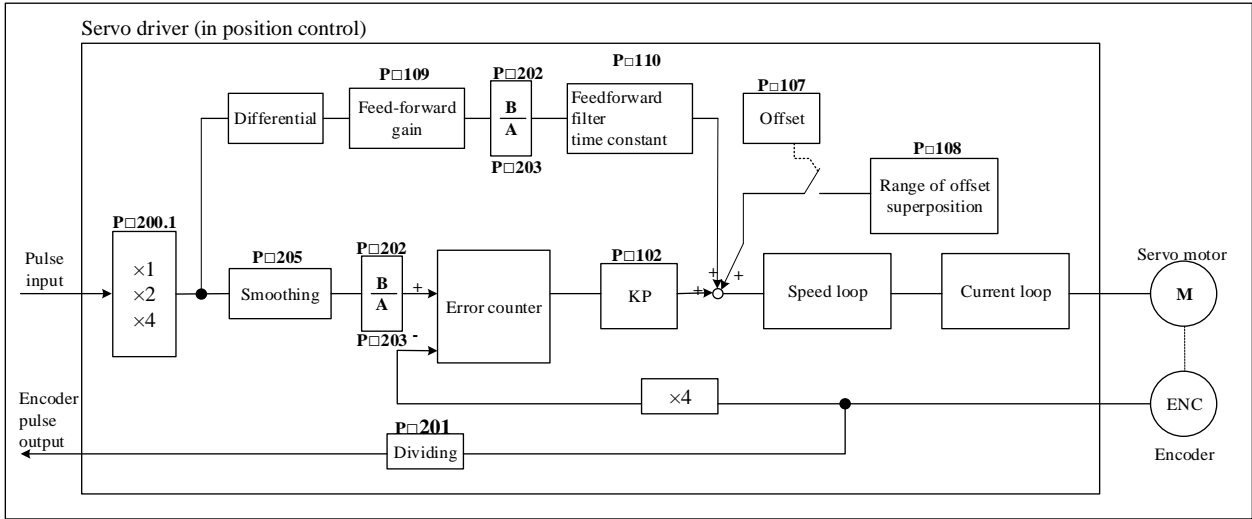 Servo driver (in position control)
P□109
P□202
P□110
P□107
Differential
Feed-forward
gain
B
A
Feedforward
filter
time constant
Offset
P□203
P□108
Range of offset
superposition
P□200.1
Pulse
input
×1
×2
×4
P□205
Smoothing
P□202
B
A
P□203
+
-
Error counter
P□102
KP
+
+
+
Speed loop
Current loop
Servo motor
M
×4
ENC
Encoder
Encoder
pulse
output
P□201
Dividing